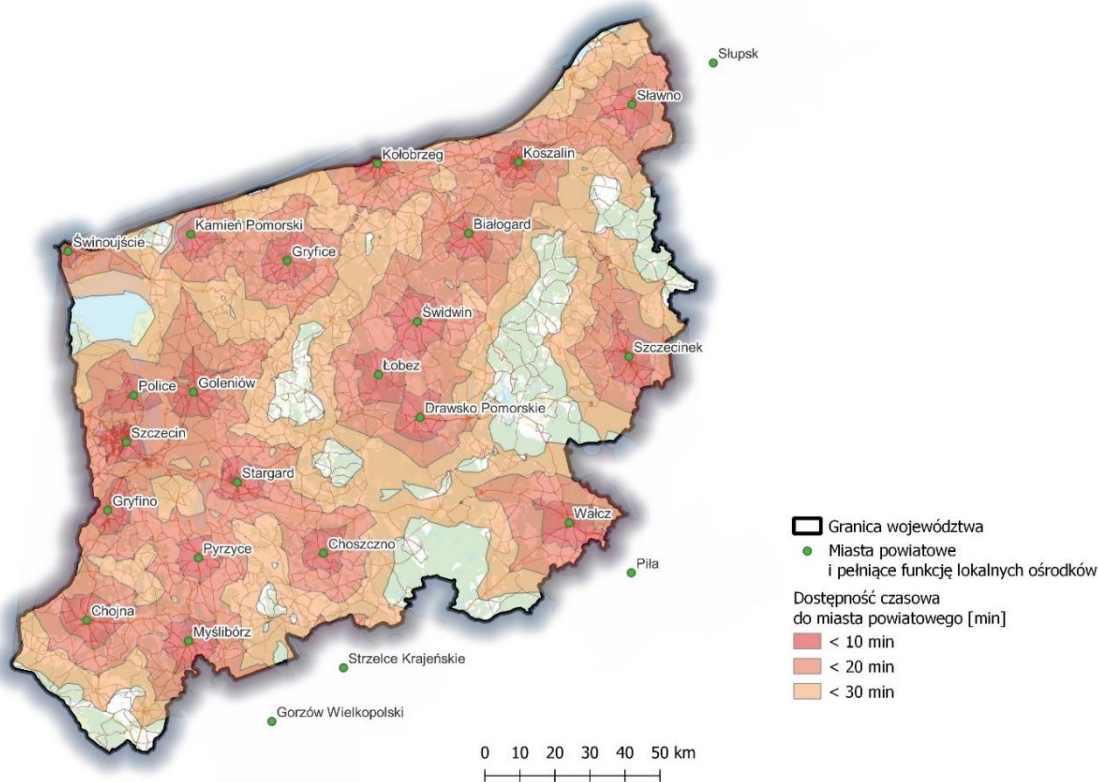 Słupsk
Sławno
Kołobrzeg
Koszalin
Kamień Pomorski
Białogard
Świnoujście
Gryfice
Świdwin
Szczecinek
Łobez
Police
Goleniów
Drawsko Pomorskie
Szczecin
Stargard
Gryfino
Wałcz
Pyrzyce
Choszczno
Piła
Chojna
Myślibórz
Strzelce Krajeńskie
Gorzów Wielkopolski
Granica województwa
Miasta powiatowe
i pełniące funkcję lokalnych ośrodków
Dostępność czasowa
do miasta powiatowego [min]
< 10 min
< 20 min
< 30 min
0 10 20 30 40 50 km